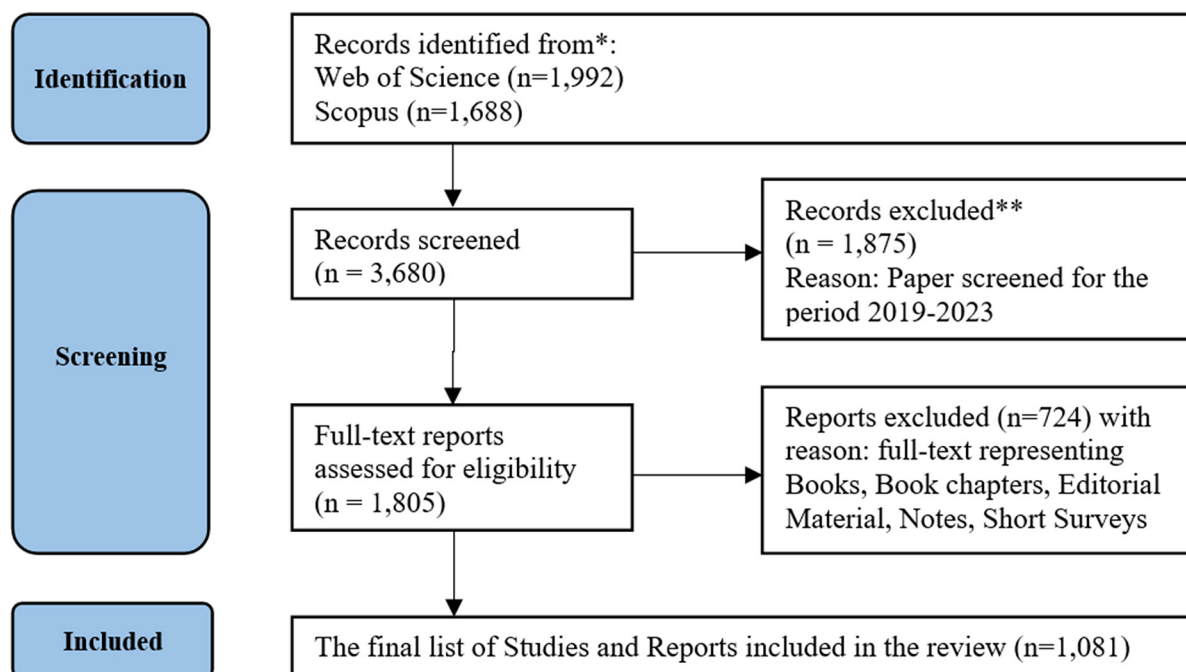 Identification
Records identified from*:
Web of Science (n=1,992)
Scopus (n=1,688)
Screening
Records screened
(n = 3,680)
Records excluded**
(n = 1,875)
Reason: Paper screened for the
period 2019-2023
Full-text reports
assessed for eligibility
(n = 1,805)
Reports excluded (n=724) with
reason: full-text representing
Books, Book chapters, Editorial
Material, Notes, Short Surveys
Included
The final list of Studies and Reports included in the review (n=1,081)